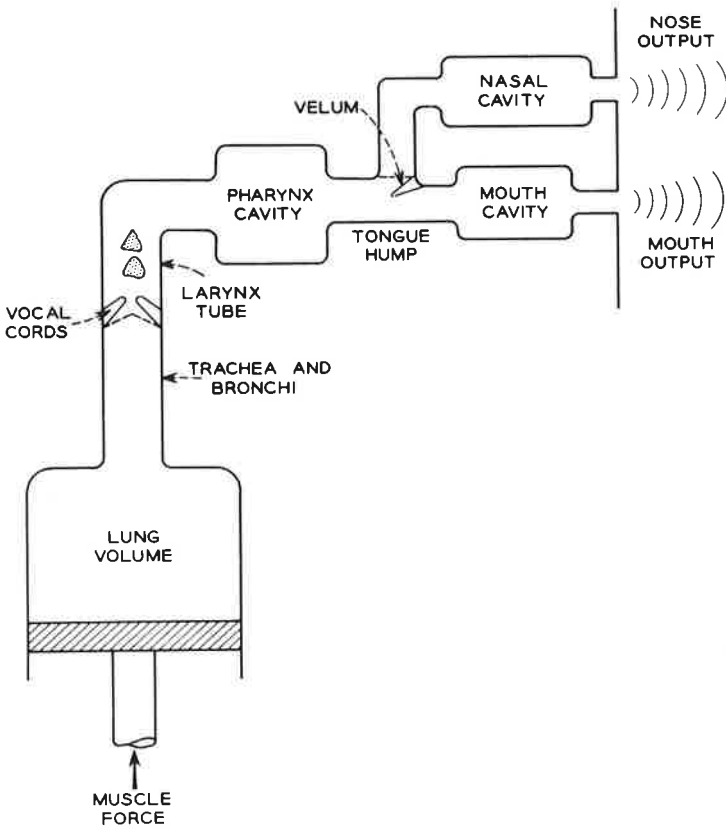 NOSE
OUTPUT
NASAL
CAVITY
VELUM
PHARYNX
CAVITY
MOUTH
CAVITY
TONGUE
HUMP
MOUTH
OUTPUT
LARYNX
TUBE
VOCAL
CORDS
TRACHEA AND
BRONCHI
LUNG
VOLUME
MUSCLE
FORCE